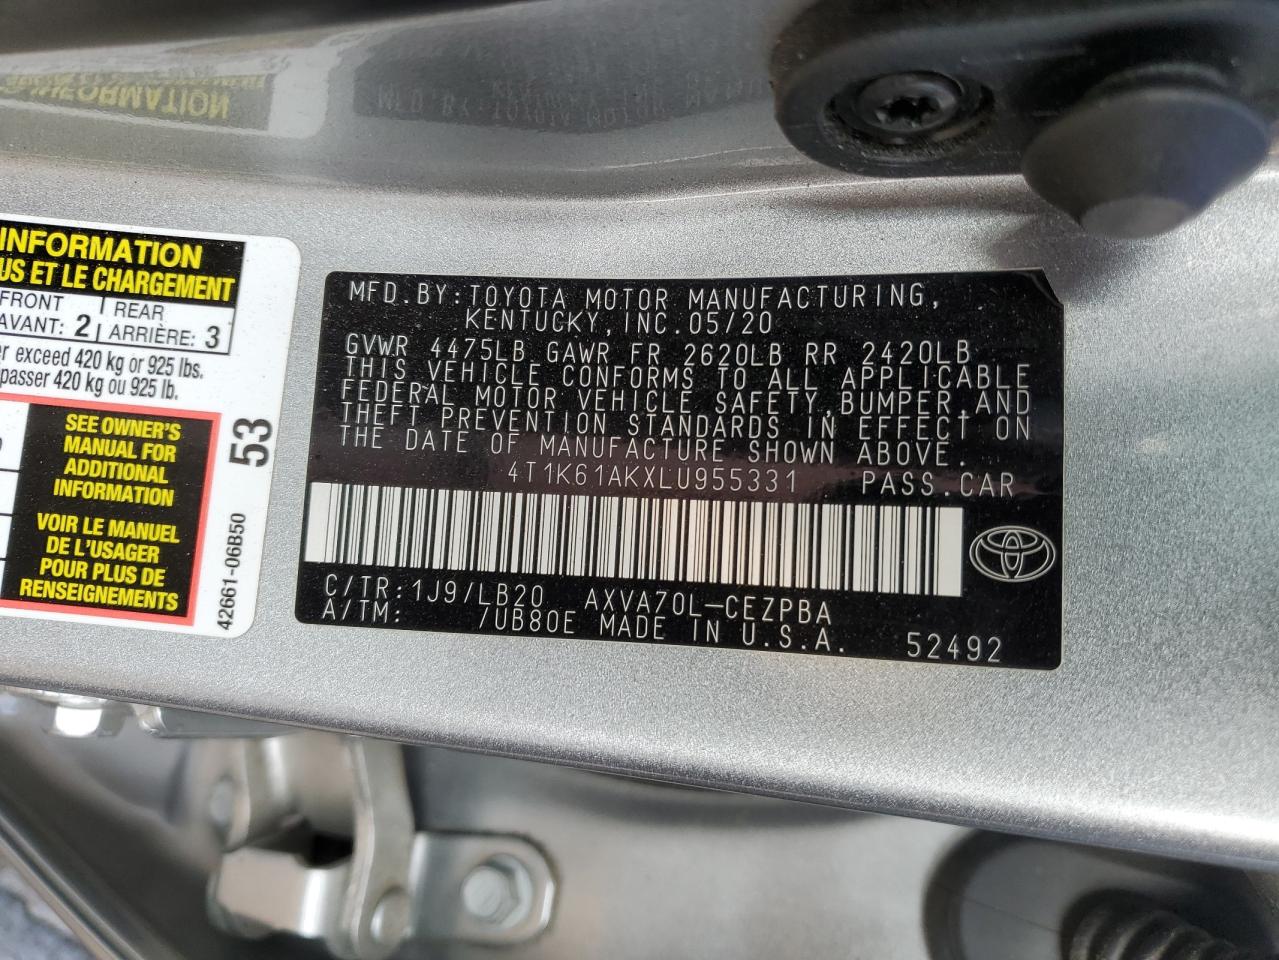 INFORMATION
US ET LE CHARGEMENT
FRONT
AVANT: 2
REAR
ARRIÈRE: 3
exceed 420 kg or 925 lbs.
passer 420 kg ou 925 lb.
SEE OWNER'S
MANUAL FOR
ADDITIONAL
INFORMATION
VOIR LE MANUEL
DE L'USAGER
POUR PLUS DE
RENSEIGNEMENTS
53
42661-06B50
MFD.BY:TOYOTA MOTOR MANUFACTURING,
KENTUCKY,INC.05/20
GVWR 4475LB GAWR FR 2620LB RR 2420LB
THIS VEHICLE CONFORMS TO ALL APPLICABLE
FEDERAL MOTOR VEHICLE SAFETY,BUMPER,AND
THEFT PREVENTION STANDARDS IN EFFECT ON
THE DATE OF MANUFACTURE SHOWN ABOVE.
4T1K61AKXLU955331 PASS.CAR
C/TR:1J9/LB20 AXVA70L-CEZPBA
A/TM: 7UB80E MADE IN U.S.A. 52492